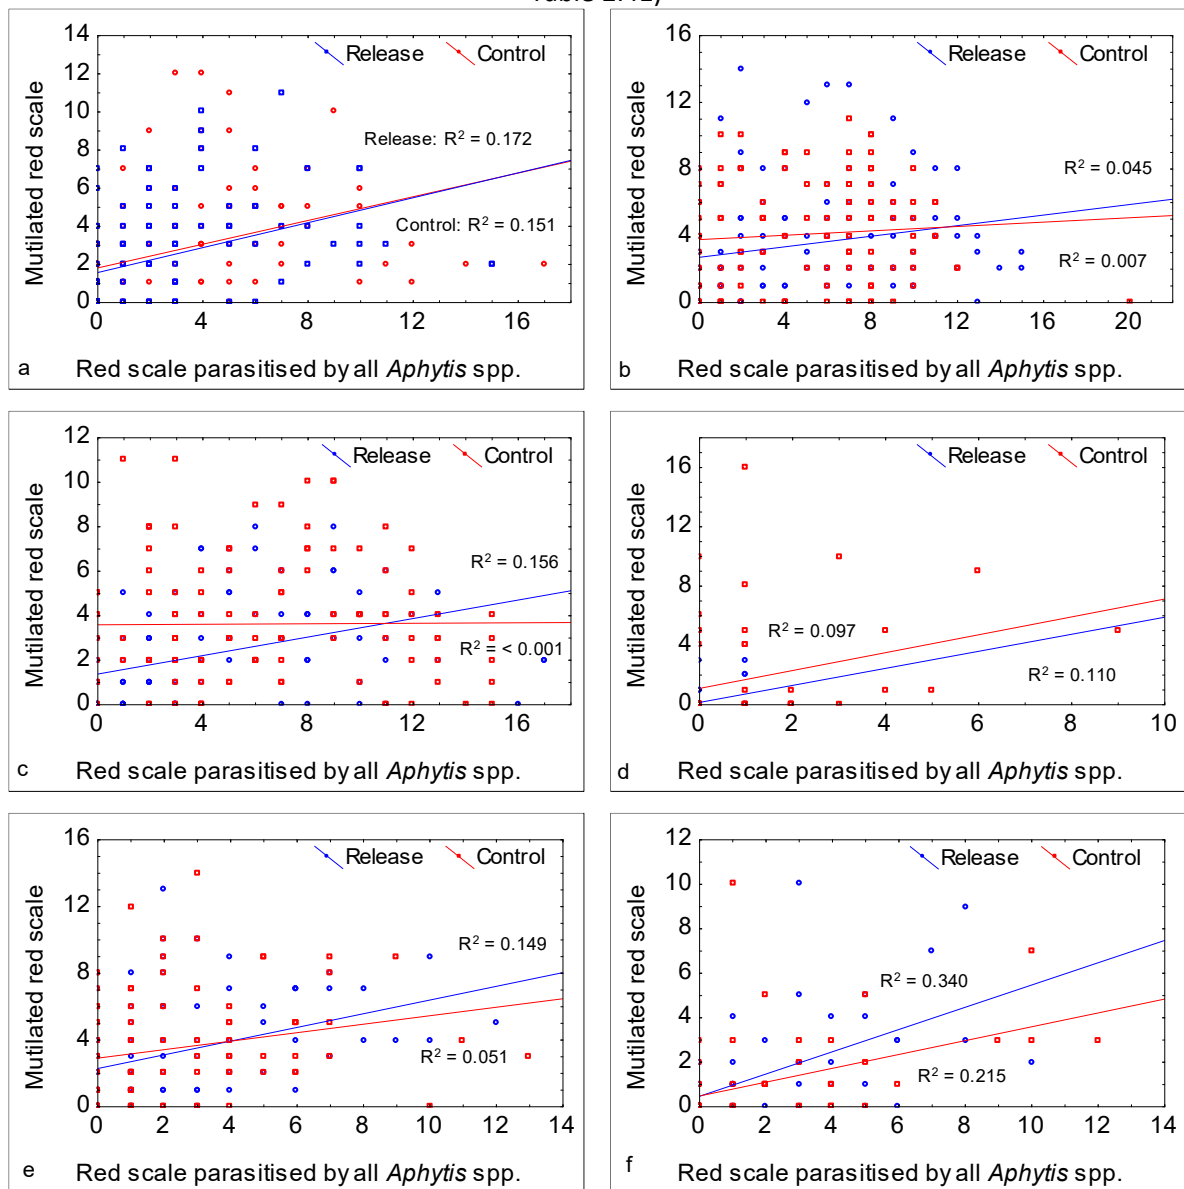 Table 2.42)
Release Control
Mutilated red scale
14
12
10
8
6
4
2
0
Release: R² = 0.172
Control: R² = 0.151
0 4 8 12 16
a Red scale parasitised by all Aphytis spp.
Release Control
Mutilated red scale
16
12
8
4
0
R² = 0.045
R² = 0.007
0 4 8 12 16 20
b Red scale parasitised by all Aphytis spp.
Release Control
Mutilated red scale
12
10
8
6
4
2
0
R² = 0.156
R² = < 0.001
0 4 8 12 16
c Red scale parasitised by all Aphytis spp.
Release Control
Mutilated red scale
16
12
8
4
0
R² = 0.097
R² = 0.110
0 2 4 6 8 10
d Red scale parasitised by all Aphytis spp.
Release Control
Mutilated red scale
16
12
8
4
0
R² = 0.149
R² = 0.051
0 2 4 6 8 10 12 14
e Red scale parasitised by all Aphytis spp.
Release Control
Mutilated red scale
12
10
8
6
4
2
0
R² = 0.340
R² = 0.215
0 2 4 6 8 10 12 14
f Red scale parasitised by all Aphytis spp.